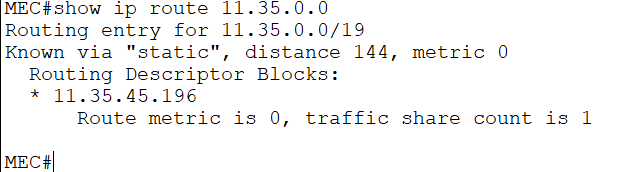 MEC#show ip route 11.35.0.0
Routing entry for 11.35.0.0/19
Known via "static", distance 144, metric 0
  Routing Descriptor Blocks:
  * 11.35.45.196
      Route metric is 0, traffic share count is 1

MEC#